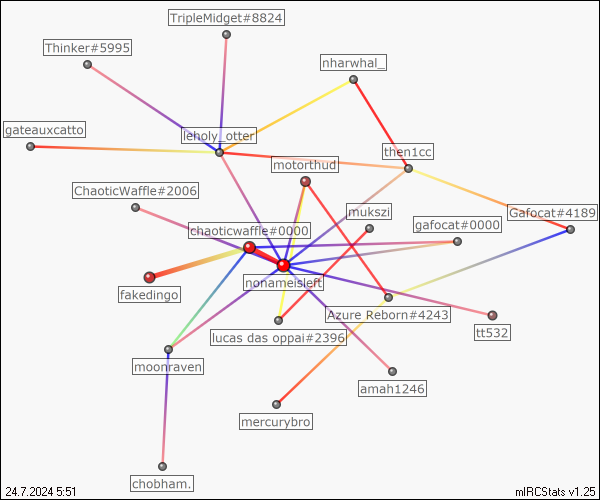 TripleMidget#8824
Thinker#5995
nharwhal_
gateauxcatto
leholy_otter
then1cc
motorthud
ChaoticWaffle#2006
mukszi
Gafocat#4189
gafocat#0000
chaoticwaffle#0000
nonameisleft
fakedingo
Azure Reborn#4243
tt532
lucas das oppai#2396
moonraven
amah1246
mercurybro
chobham.
24.7.2024 5:51
mIRCStats v1.25